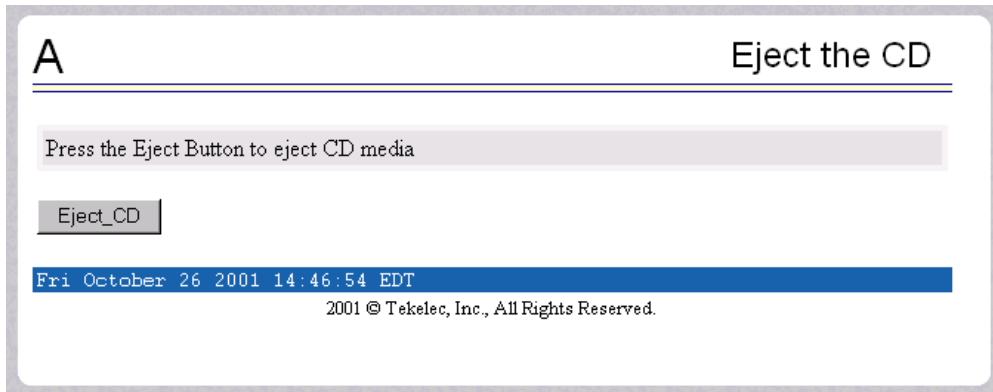 A
Eject the CD
Press the Eject Button to eject CD media
Eject_CD
Fri October 26 2001 14:46:54 EDT
2001 © Tekelec, Inc., All Rights Reserved.